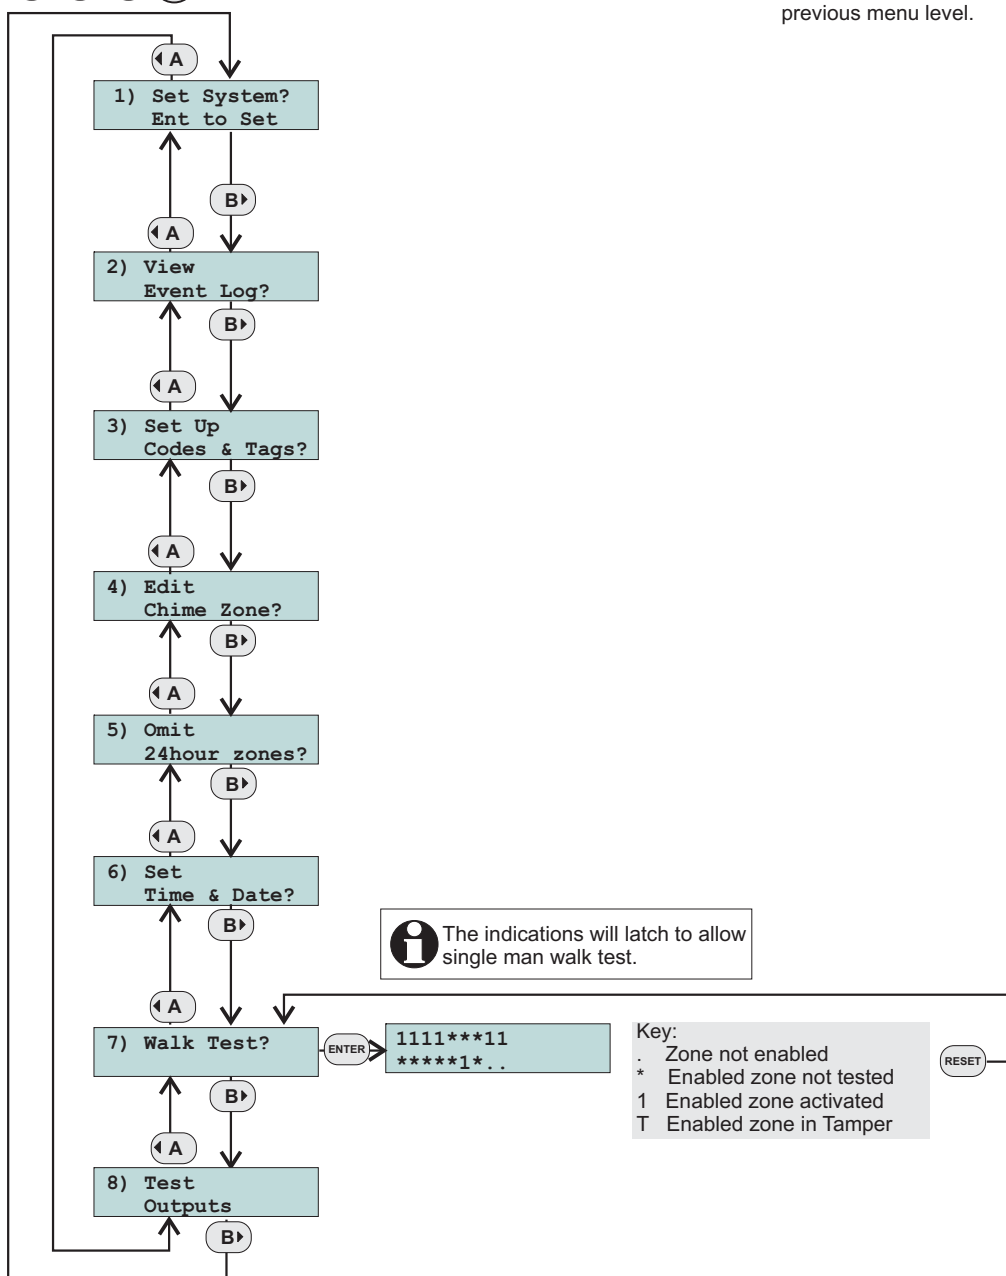 previous menu level.
A
1) Set System?
Ent to Set
B
A
2) View
Event Log?
B
A
3) Set Up
Codes & Tags?
B
A
4) Edit
Chime Zone?
B
A
5) Omit
24hour zones?
B
A
6) Set
Time & Date?
B
The indications will latch to allow
single man walk test.
A
7) Walk Test?
ENTER
1111***11
*****1*..
Key:
. Zone not enabled
* Enabled zone not tested
1 Enabled zone activated
T Enabled zone in Tamper
RESET
B
A
8) Test
Outputs
B